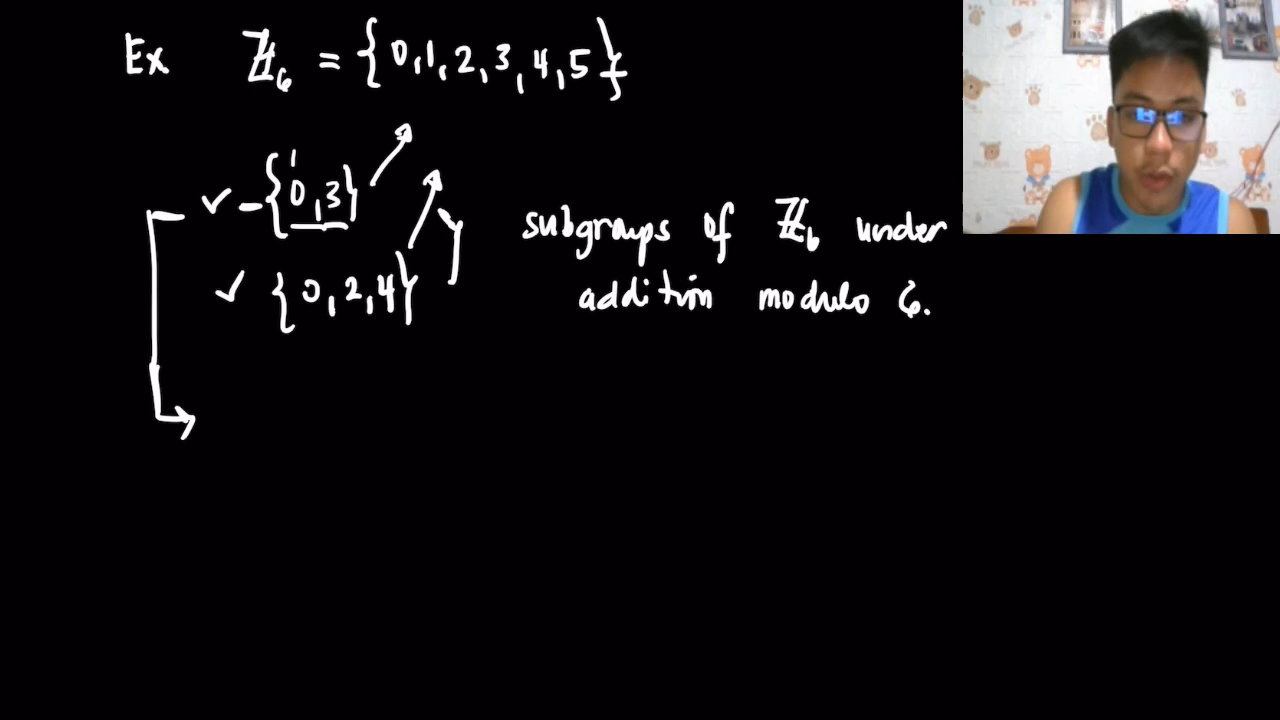 Ex ℤ₆ = {0,1,2,3,4,5}
✓ {0,3}
✓ {0,2,4}
subgroups of ℤ₆ under
addition modulo 6.